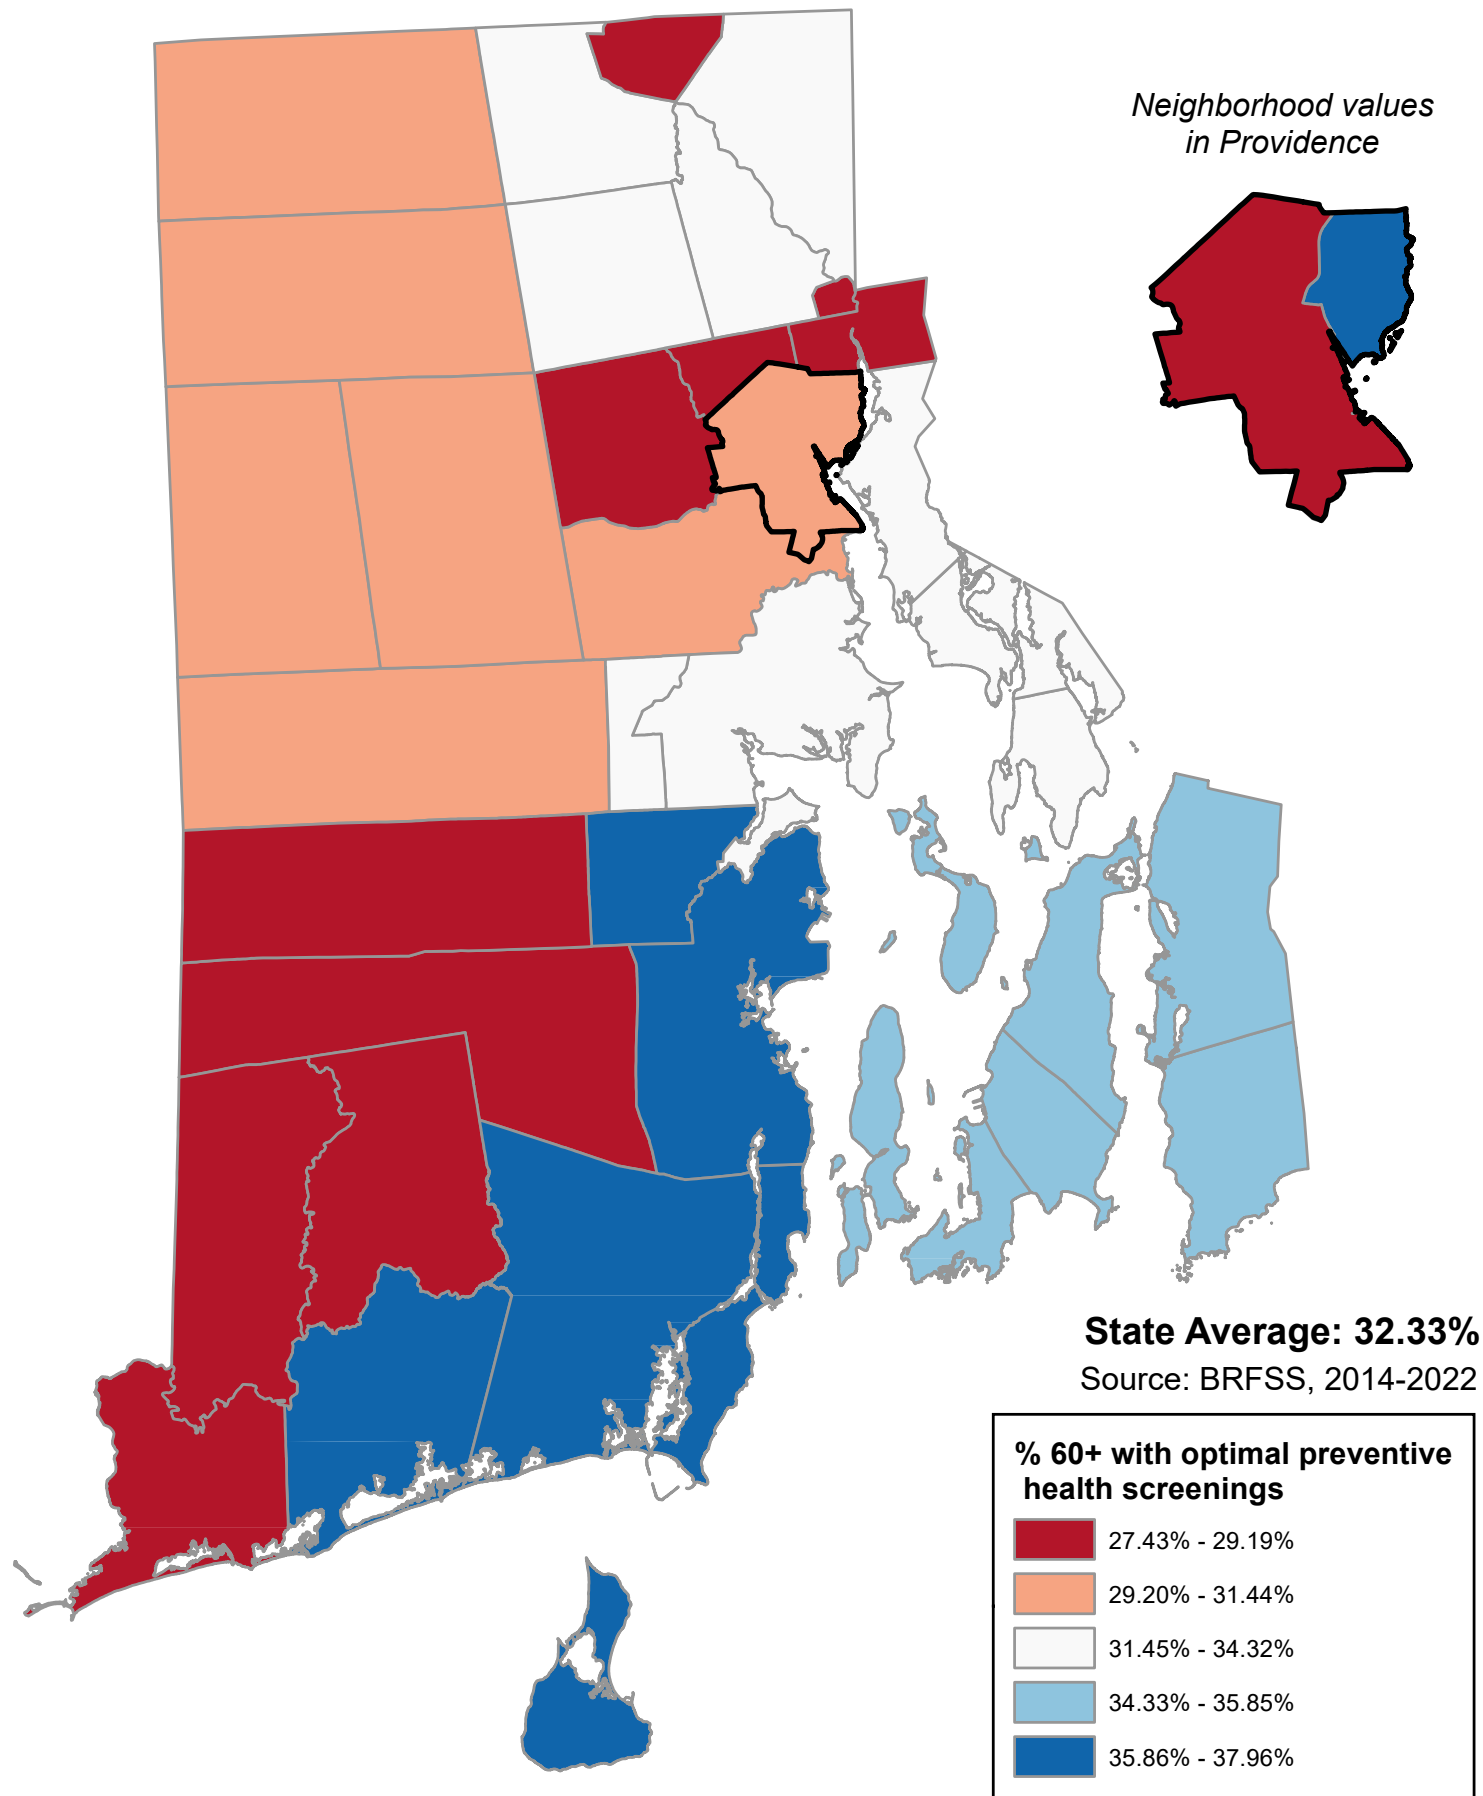 Neighborhood values
in Providence
State Average: 32.33%
Source: BRFSS, 2014-2022
% 60+ with optimal preventive
health screenings
27.43% - 29.19%
29.20% - 31.44%
31.45% - 34.32%
34.33% - 35.85%
35.86% - 37.96%